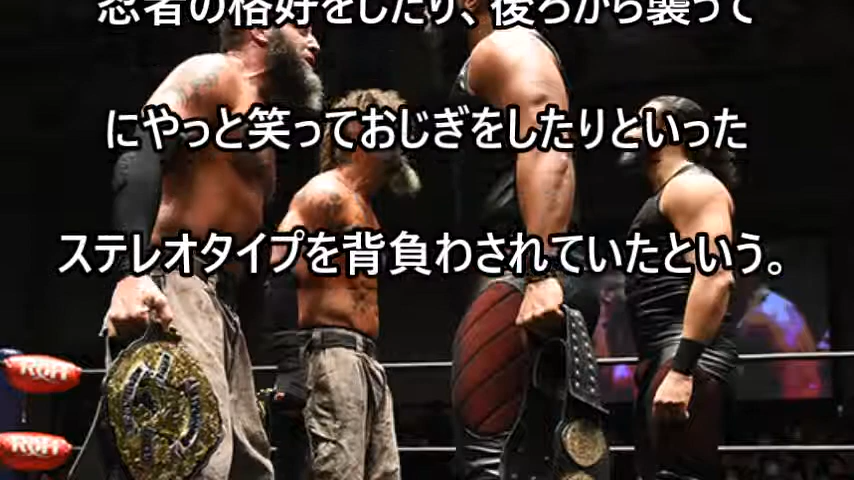 忍者の格好をしたり、後ろから襲って
にやっと笑っておじぎをしたりといった
ステレオタイプを背負わされていたという。
ROH
ROH